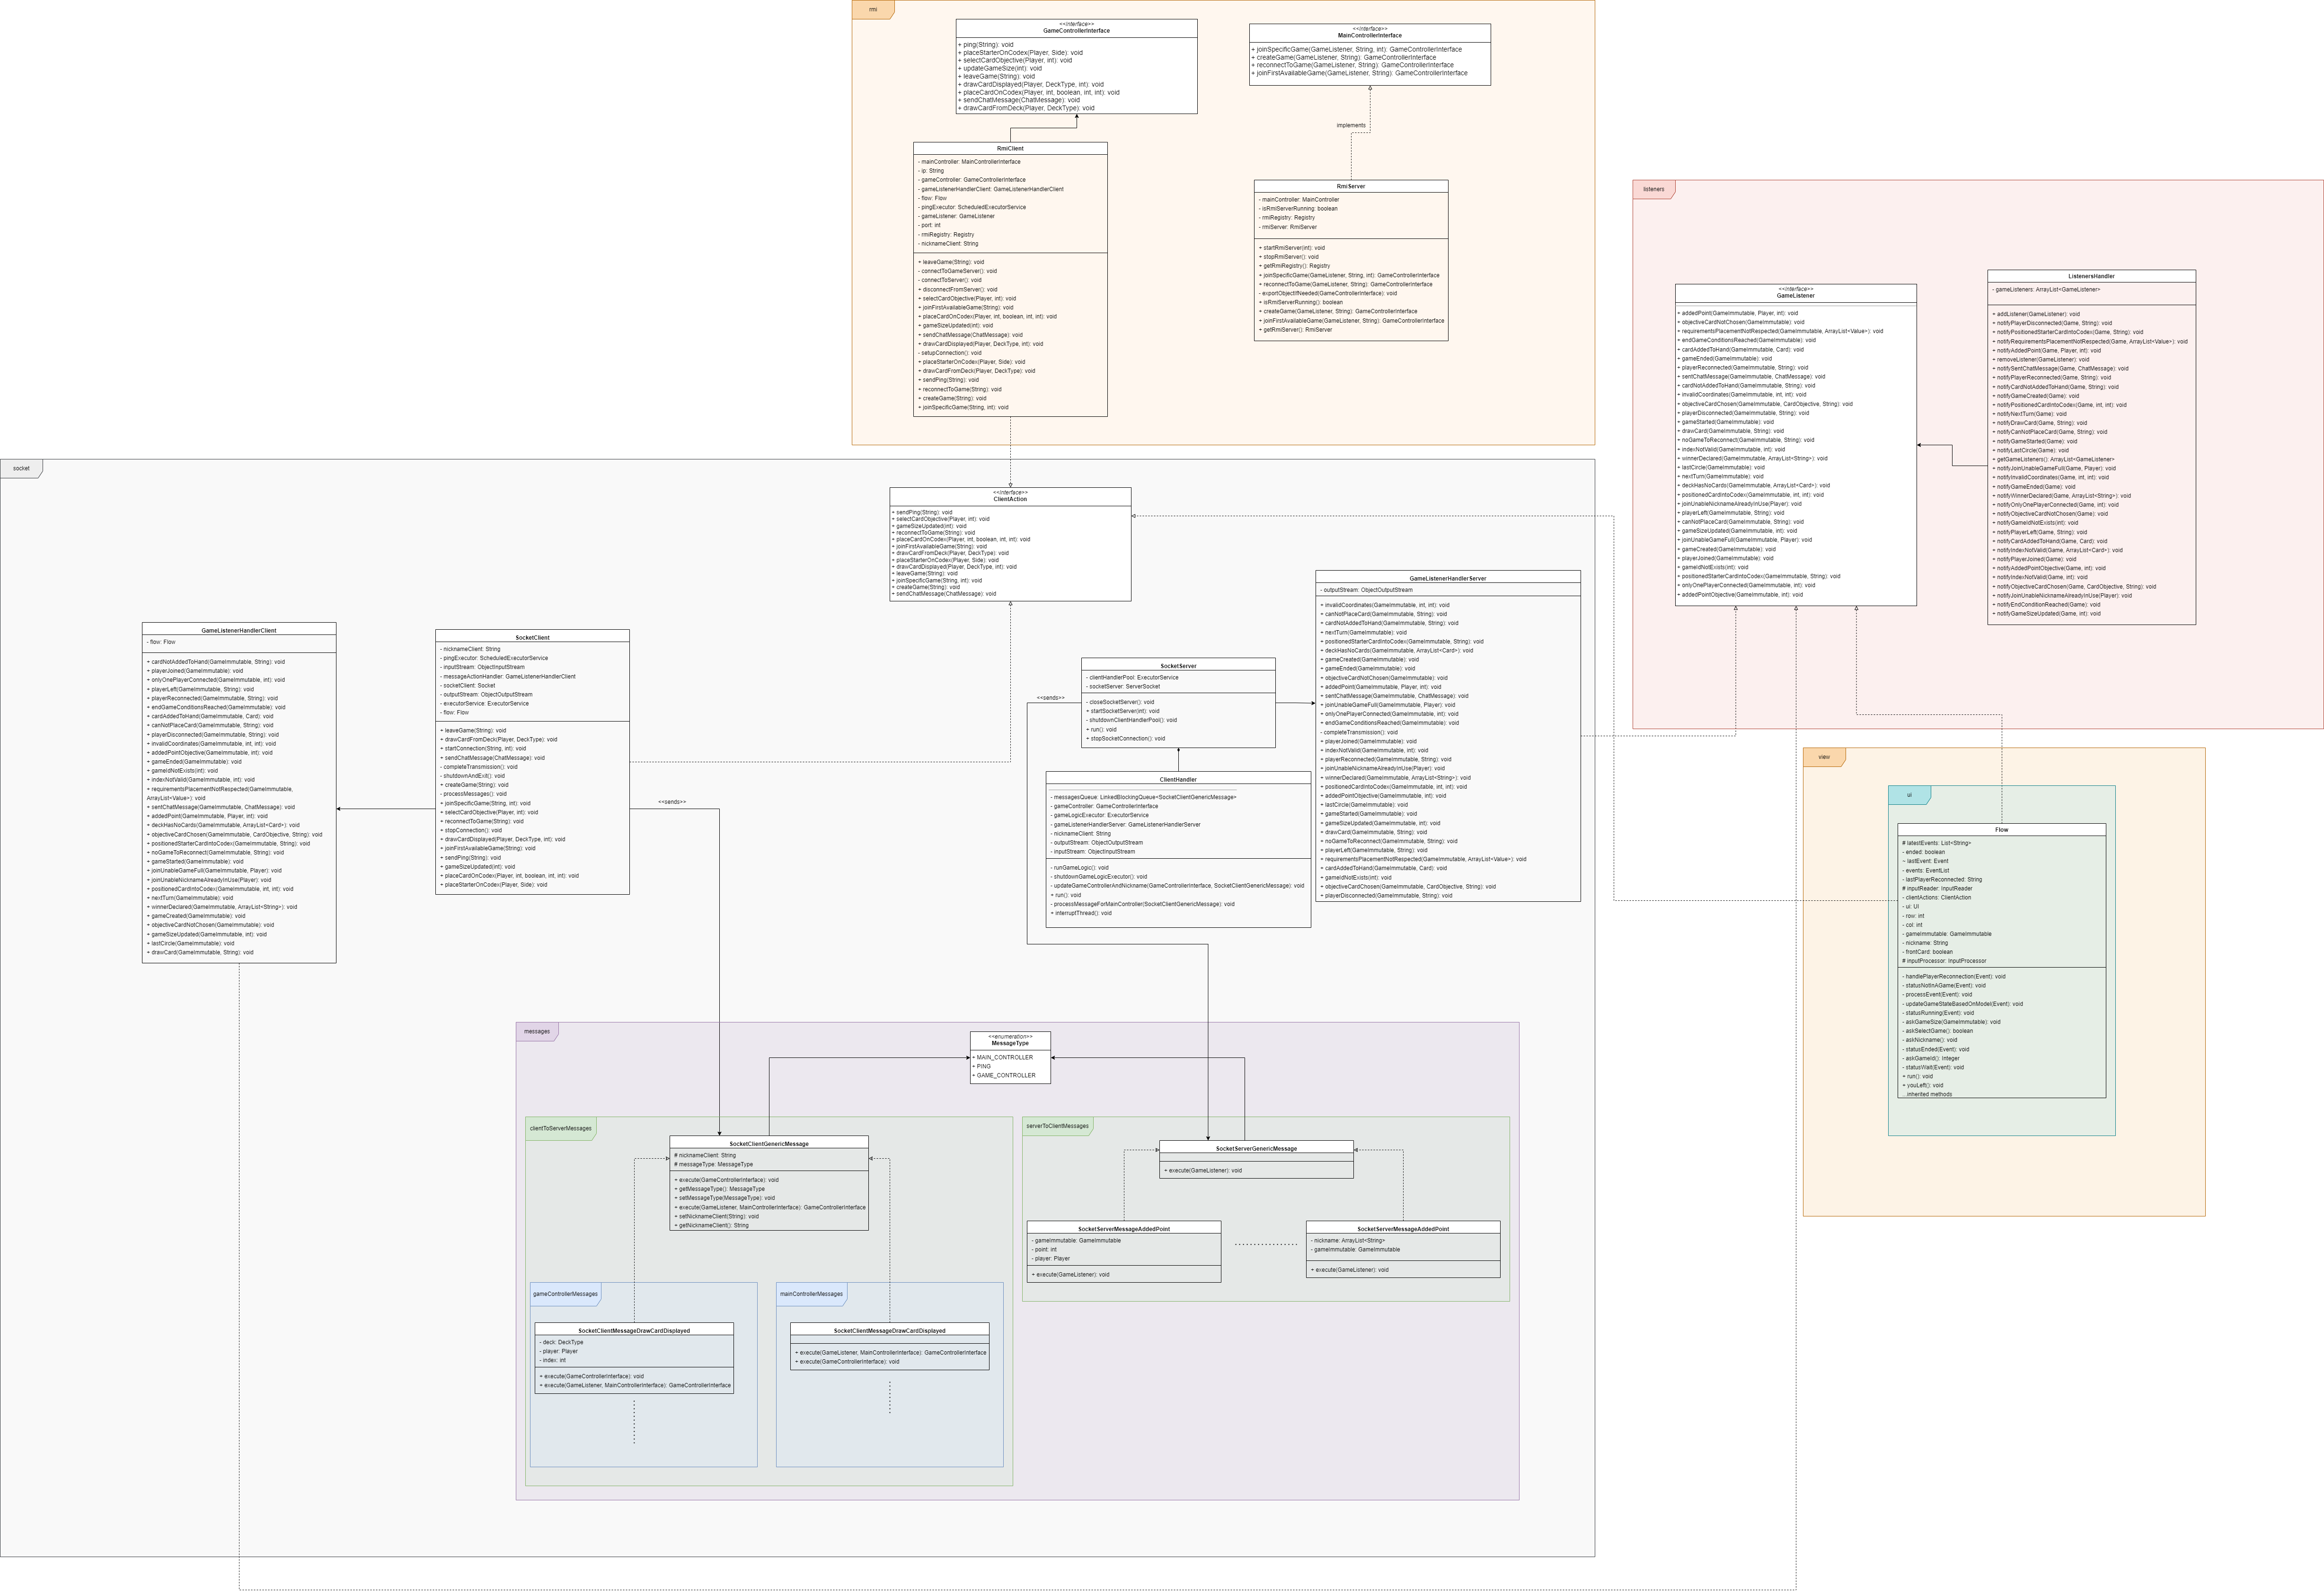 rmi
<<interface>>
GameControllerInterface
+ ping(String): void
+ placeStarterOnCodex(Player, Side): void
+ selectCardObjective(Player, int): void
+ updateGameSize(int): void
+ leaveGame(String): void
+ drawCardDisplayed(Player, DeckType, int): void
+ placeCardOnCodex(Player, int, boolean, int, int): void
+ sendChatMessage(ChatMessage): void
+ drawCardFromDeck(Player, DeckType): void
<<interface>>
MainControllerInterface
+ joinSpecificGame(GameListener, String, int): GameControllerInterface
+ createGame(GameListener, String): GameControllerInterface
+ reconnectToGame(GameListener, String): GameControllerInterface
+ joinFirstAvailableGame(GameListener, String): GameControllerInterface
implements
RmiClient
- mainController: MainControllerInterface
- ip: String
- gameController: GameControllerInterface
- gameListenerHandlerClient: GameListenerHandlerClient
- flow: Flow
- pingExecutor: ScheduledExecutorService
- gameListener: GameListener
- port: int
- rmiRegistry: Registry
- nicknameClient: String
+ leaveGame(String): void
- connectToGameServer(): void
- connectToServer(): void
+ disconnectFromServer(): void
+ selectCardObjective(Player, int): void
+ joinFirstAvailableGame(String): void
+ placeCardOnCodex(Player, int, boolean, int, int): void
+ gameSizeUpdated(int): void
+ sendChatMessage(ChatMessage): void
+ drawCardDisplayed(Player, DeckType, int): void
- setupConnection(): void
+ placeStarterOnCodex(Player, Side): void
+ drawCardFromDeck(Player, DeckType): void
+ sendPing(String): void
+ reconnectToGame(String): void
+ createGame(String): void
+ joinSpecificGame(String, int): void
RmiServer
- mainController: MainController
- isRmiServerRunning: boolean
- rmiRegistry: Registry
- rmiServer: RmiServer
+ startRmiServer(int): void
+ stopRmiServer(): void
+ getRmiRegistry(): Registry
+ joinSpecificGame(GameListener, String, int): GameControllerInterface
+ reconnectToGame(GameListener, String): GameControllerInterface
- exportObjectIfNeeded(GameControllerInterface): void
+ isRmiServerRunning(): boolean
+ createGame(GameListener, String): GameControllerInterface
+ joinFirstAvailableGame(GameListener, String): GameControllerInterface
+ getRmiServer(): RmiServer
listeners
<<interface>>
GameListener
+ addedPoint(GameImmutable, Player, int): void
+ objectiveCardNotChosen(GameImmutable): void
+ requirementsPlacementNotRespected(GameImmutable, ArrayList<Value>): void
+ endGameConditionsReached(GameImmutable): void
+ cardAddedToHand(GameImmutable, Card): void
+ gameEnded(GameImmutable): void
+ playerReconnected(GameImmutable, String): void
+ sentChatMessage(GameImmutable, ChatMessage): void
+ cardNotAddedToHand(GameImmutable, String): void
+ invalidCoordinates(GameImmutable, int, int): void
+ objectiveCardChosen(GameImmutable, CardObjective, String): void
+ playerDisconnected(GameImmutable, String): void
+ gameStarted(GameImmutable): void
+ drawCard(GameImmutable, String): void
+ noGameToReconnect(GameImmutable, String): void
+ indexNotValid(GameImmutable, int): void
+ winnerDeclared(GameImmutable, ArrayList<String>): void
+ lastCircle(GameImmutable): void
+ nextTurn(GameImmutable): void
+ deckHasNoCards(GameImmutable, ArrayList<Card>): void
+ positionedCardIntoCodex(GameImmutable, int, int): void
+ joinUnableNicknameAlreadyInUse(Player): void
+ playerLeft(GameImmutable, String): void
+ canNotPlaceCard(GameImmutable, String): void
+ gameSizeUpdated(GameImmutable, int): void
+ joinUnableGameFull(GameImmutable, Player): void
+ gameCreated(GameImmutable): void
+ playerJoined(GameImmutable): void
+ gameIdNotExists(int): void
+ positionedStarterCardIntoCodex(GameImmutable, String): void
+ onlyOnePlayerConnected(GameImmutable, int): void
+ addedPointObjective(GameImmutable, int): void
ListenersHandler
- gameListeners: ArrayList<GameListener>
+ addListener(GameListener): void
+ notifyPlayerDisconnected(Game, String): void
+ notifyPositionedStarterCardIntoCodex(Game, String): void
+ notifyRequirementsPlacementNotRespected(Game, ArrayList<Value>): void
+ notifyAddedPoint(Game, Player, int): void
+ removeListener(GameListener): void
+ notifySentChatMessage(Game, ChatMessage): void
+ notifyPlayerReconnected(Game, String): void
+ notifyCardNotAddedToHand(Game, String): void
+ notifyGameCreated(Game): void
+ notifyPositionedCardIntoCodex(Game, int, int): void
+ notifyNextTurn(Game): void
+ notifyDrawCard(Game, String): void
+ notifyCanNotPlaceCard(Game, String): void
+ notifyGameStarted(Game): void
+ notifyLastCircle(Game): void
+ getGameListeners(): ArrayList<GameListener>
+ notifyJoinUnableGameFull(Game, Player): void
+ notifyInvalidCoordinates(Game, int, int): void
+ notifyGameEnded(Game): void
+ notifyWinnerDeclared(Game, ArrayList<String>): void
+ notifyOnlyOnePlayerConnected(Game, int): void
+ notifyObjectiveCardNotChosen(Game): void
+ notifyGameIdNotExists(int): void
+ notifyPlayerLeft(Game, String): void
+ notifyCardAddedToHand(Game, Card): void
+ notifyIndexNotValid(Game, ArrayList<Card>): void
+ notifyPlayerJoined(Game): void
+ notifyAddedPointObjective(Game, int): void
+ notifyIndexNotValid(Game, int): void
+ notifyObjectiveCardChosen(Game, CardObjective, String): void
+ notifyJoinUnableNicknameAlreadyInUse(Player): void
+ notifyEndConditionReached(Game): void
+ notifyGameSizeUpdated(Game, int): void
socket
<<interface>>
ClientAction
+ sendPing(String): void
+ selectCardObjective(Player, int): void
+ gameSizeUpdated(int): void
+ reconnectToGame(String): void
+ placeCardOnCodex(Player, int, boolean, int, int): void
+ joinFirstAvailableGame(String): void
+ drawCardFromDeck(Player, DeckType): void
+ placeStarterOnCodex(Player, Side): void
+ drawCardDisplayed(Player, DeckType, int): void
+ leaveGame(String): void
+ joinSpecificGame(String, int): void
+ createGame(String): void
+ sendChatMessage(ChatMessage): void
GameListenerHandlerClient
- flow: Flow
+ cardNotAddedToHand(GameImmutable, String): void
+ playerJoined(GameImmutable): void
+ onlyOnePlayerConnected(GameImmutable, int): void
+ playerLeft(GameImmutable, String): void
+ playerReconnected(GameImmutable, String): void
+ endGameConditionsReached(GameImmutable): void
+ cardAddedToHand(GameImmutable, Card): void
+ canNotPlaceCard(GameImmutable, String): void
+ playerDisconnected(GameImmutable, String): void
+ invalidCoordinates(GameImmutable, int, int): void
+ addedPointObjective(GameImmutable, int): void
+ gameEnded(GameImmutable): void
+ gameIdNotExists(int): void
+ indexNotValid(GameImmutable, int): void
+ requirementsPlacementNotRespected(GameImmutable,
ArrayList<Value>): void
+ sentChatMessage(GameImmutable, ChatMessage): void
+ addedPoint(GameImmutable, Player, int): void
+ deckHasNoCards(GameImmutable, ArrayList<Card>): void
+ objectiveCardChosen(GameImmutable, CardObjective, String): void
+ positionedStarterCardIntoCodex(GameImmutable, String): void
+ noGameToReconnect(GameImmutable, String): void
+ gameStarted(GameImmutable): void
+ joinUnableGameFull(GameImmutable, Player): void
+ joinUnableNicknameAlreadyInUse(Player): void
+ positionedCardIntoCodex(GameImmutable, int, int): void
+ nextTurn(GameImmutable): void
+ winnerDeclared(GameImmutable, ArrayList<String>): void
+ gameCreated(GameImmutable): void
+ objectiveCardNotChosen(GameImmutable): void
+ gameSizeUpdated(GameImmutable, int): void
+ lastCircle(GameImmutable): void
+ drawCard(GameImmutable, String): void
SocketClient
- nicknameClient: String
- pingExecutor: ScheduledExecutorService
- inputStream: ObjectInputStream
- messageActionHandler: GameListenerHandlerClient
- socketClient: Socket
- outputStream: ObjectOutputStream
- executorService: ExecutorService
- flow: Flow
+ leaveGame(String): void
+ drawCardFromDeck(Player, DeckType): void
+ startConnection(String, int): void
+ sendChatMessage(ChatMessage): void
- completeTransmission(): void
- shutdownAndExit(): void
+ createGame(String): void
- processMessages(): void
+ joinSpecificGame(String, int): void
+ selectCardObjective(Player, int): void
+ reconnectToGame(String): void
+ stopConnection(): void
+ drawCardDisplayed(Player, DeckType, int): void
+ joinFirstAvailableGame(String): void
+ sendPing(String): void
+ gameSizeUpdated(int): void
+ placeCardOnCodex(Player, int, boolean, int, int): void
+ placeStarterOnCodex(Player, Side): void
<<sends>>
<<sends>>
SocketServer
- clientHandlerPool: ExecutorService
- socketServer: ServerSocket
- closeSocketServer(): void
+ startSocketServer(int): void
- shutdownClientHandlerPool(): void
+ run(): void
+ stopSocketConnection(): void
ClientHandler
- messagesQueue: LinkedBlockingQueue<SocketClientGenericMessage>
- gameController: GameControllerInterface
- gameLogicExecutor: ExecutorService
- gameListenerHandlerServer: GameListenerHandlerServer
- nicknameClient: String
- outputStream: ObjectOutputStream
- inputStream: ObjectInputStream
- runGameLogic(): void
- shutdownGameLogicExecutor(): void
- updateGameControllerAndNickname(GameControllerInterface, SocketClientGenericMessage): void
+ run(): void
- processMessageForMainController(SocketClientGenericMessage): void
+ interruptThread(): void
GameListenerHandlerServer
- outputStream: ObjectOutputStream
+ invalidCoordinates(GameImmutable, int, int): void
+ canNotPlaceCard(GameImmutable, String): void
+ cardNotAddedToHand(GameImmutable, String): void
+ nextTurn(GameImmutable): void
+ positionedStarterCardIntoCodex(GameImmutable, String): void
+ deckHasNoCards(GameImmutable, ArrayList<Card>): void
+ gameCreated(GameImmutable): void
+ gameEnded(GameImmutable): void
+ objectiveCardNotChosen(GameImmutable): void
+ addedPoint(GameImmutable, Player, int): void
+ sentChatMessage(GameImmutable, ChatMessage): void
+ joinUnableGameFull(GameImmutable, Player): void
+ onlyOnePlayerConnected(GameImmutable, int): void
+ endGameConditionsReached(GameImmutable): void
- completeTransmission(): void
+ playerJoined(GameImmutable): void
+ indexNotValid(GameImmutable, int): void
+ playerReconnected(GameImmutable, String): void
+ joinUnableNicknameAlreadyInUse(Player): void
+ winnerDeclared(GameImmutable, ArrayList<String>): void
+ positionedCardIntoCodex(GameImmutable, int, int): void
+ addedPointObjective(GameImmutable, int): void
+ lastCircle(GameImmutable): void
+ gameStarted(GameImmutable): void
+ gameSizeUpdated(GameImmutable, int): void
+ drawCard(GameImmutable, String): void
+ noGameToReconnect(GameImmutable, String): void
+ playerLeft(GameImmutable, String): void
+ requirementsPlacementNotRespected(GameImmutable, ArrayList<Value>): void
+ cardAddedToHand(GameImmutable, Card): void
+ gameIdNotExists(int): void
+ objectiveCardChosen(GameImmutable, CardObjective, String): void
+ playerDisconnected(GameImmutable, String): void
view
ui
Flow
# latestEvents: List<String>
- ended: boolean
~ lastEvent: Event
- events: EventList
- lastPlayerReconnected: String
# inputReader: InputReader
- clientActions: ClientAction
- ui: UI
- row: int
- col: int
- gameImmutable: GameImmutable
- nickname: String
- frontCard: boolean
# inputProcessor: InputProcessor
- handlePlayerReconnection(Event): void
- statusNotInAGame(Event): void
- processEvent(Event): void
- updateGameStateBasedOnModel(Event): void
- statusRunning(Event): void
- askGameSize(GameImmutable): void
- askSelectGame(): boolean
- askNickname(): void
- statusEnded(Event): void
- askGameId(): Integer
- statusWait(Event): void
+ run(): void
+ youLeft(): void
...inherited methods
messages
<<enumeration>>
MessageType
+ MAIN_CONTROLLER
+ PING
+ GAME_CONTROLLER
clientToServerMessages
SocketClientGenericMessage
# nicknameClient: String
# messageType: MessageType
+ execute(GameControllerInterface): void
+ getMessageType(): MessageType
+ setMessageType(MessageType): void
+ execute(GameListener, MainControllerInterface): GameControllerInterface
+ setNicknameClient(String): void
+ getNicknameClient(): String
serverToClientMessages
SocketServerGenericMessage
+ execute(GameListener): void
SocketServerMessageAddedPoint
- gameImmutable: GameImmutable
- point: int
- player: Player
+ execute(GameListener): void
SocketServerMessageAddedPoint
- nickname: ArrayList<String>
- gameImmutable: GameImmutable
+ execute(GameListener): void
gameControllerMessages
SocketClientMessageDrawCardDisplayed
- deck: DeckType
- player: Player
- index: int
+ execute(GameControllerInterface): void
+ execute(GameListener, MainControllerInterface): GameControllerInterface
mainControllerMessages
SocketClientMessageDrawCardDisplayed
+ execute(GameListener, MainControllerInterface): GameControllerInterface
+ execute(GameControllerInterface): void